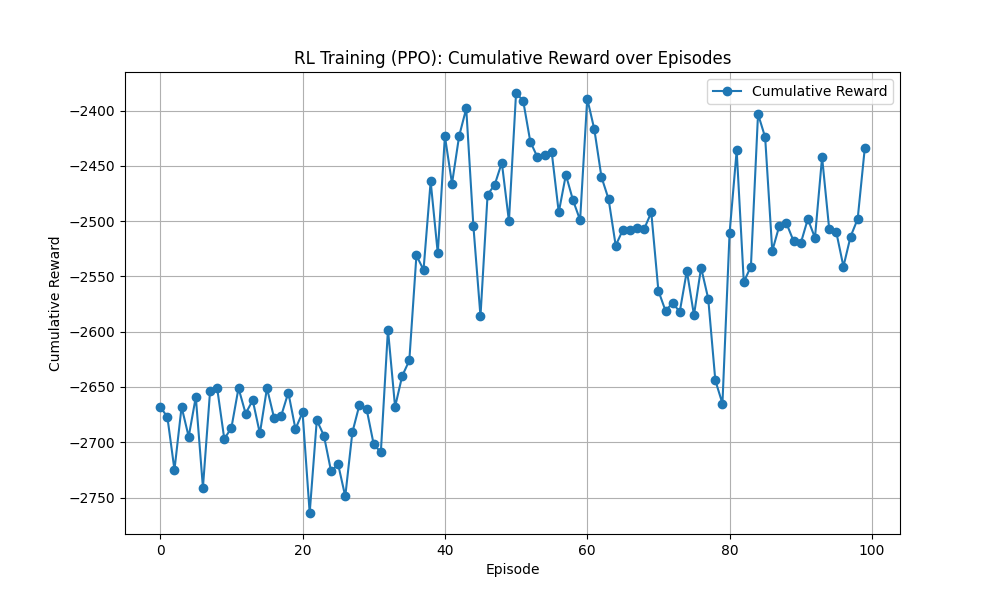 RL Training (PPO): Cumulative Reward over Episodes
Cumulative Reward
−2400
−2450
−2500
−2550
−2600
−2650
−2700
−2750
Cumulative Reward
0 20 40 60 80 100
Episode